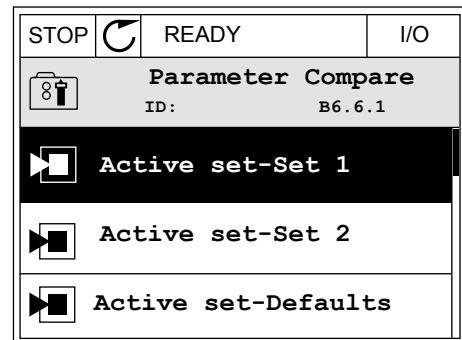 STOP READY I/O
Parameter Compare
ID: B6.6.1
Active set-Set 1
Active set-Set 2
Active set-Defaults